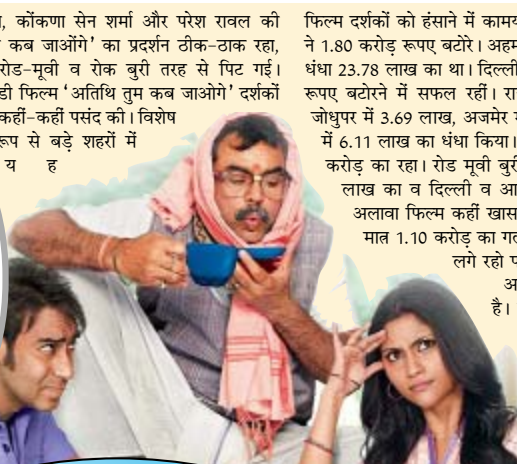 , कोंकणा सेन शर्मा और परेश रावल की
कब जाओंगे’ का प्रदर्शन ठीक-ठाक रहा,
रोड-मूवी व रोक बुरी तरह से पिट गई।
डी फिल्म ‘अतिथि तुम कब जाओगे’ दर्शकों
कहीं-कहीं पसंद की। विशेष
रूप से बड़े शहरों में
य ह
फिल्म दर्शकों को हंसाने में कामय
ने 1.80 करोड़ रूपए बटोरे। अहम
धंधा 23.78 लाख का था। दिल्ली
रूपए बटोरने में सफल रहीं। रा
जोधुपर में 3.69 लाख, अजमेर म
में 6.11 लाख का धंधा किया।
करोड़ का रहा। रोड मूवी बुरी
लाख का व दिल्ली व आ
अलावा फिल्म कहीं खास
मात्र 1.10 करोड़ का गत
लगे रहो प
अ
है।